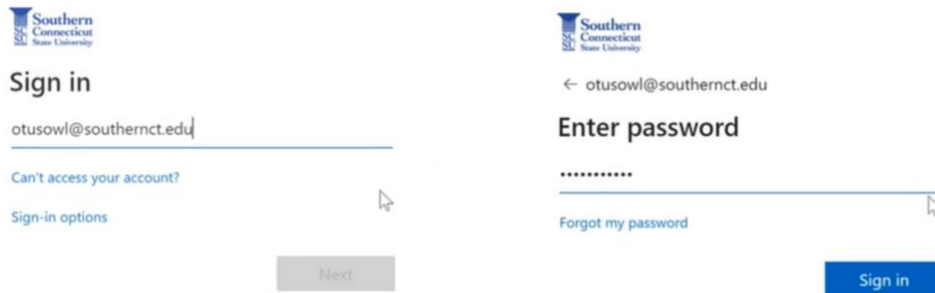 Southern
Connecticut
State University
Sign in
otusowl@southernct.edu
Can't access your account?
Sign-in options
Next
Southern
Connecticut
State University
← otusowl@southernct.edu
Enter password
•••••••••••
Forgot my password
Sign in